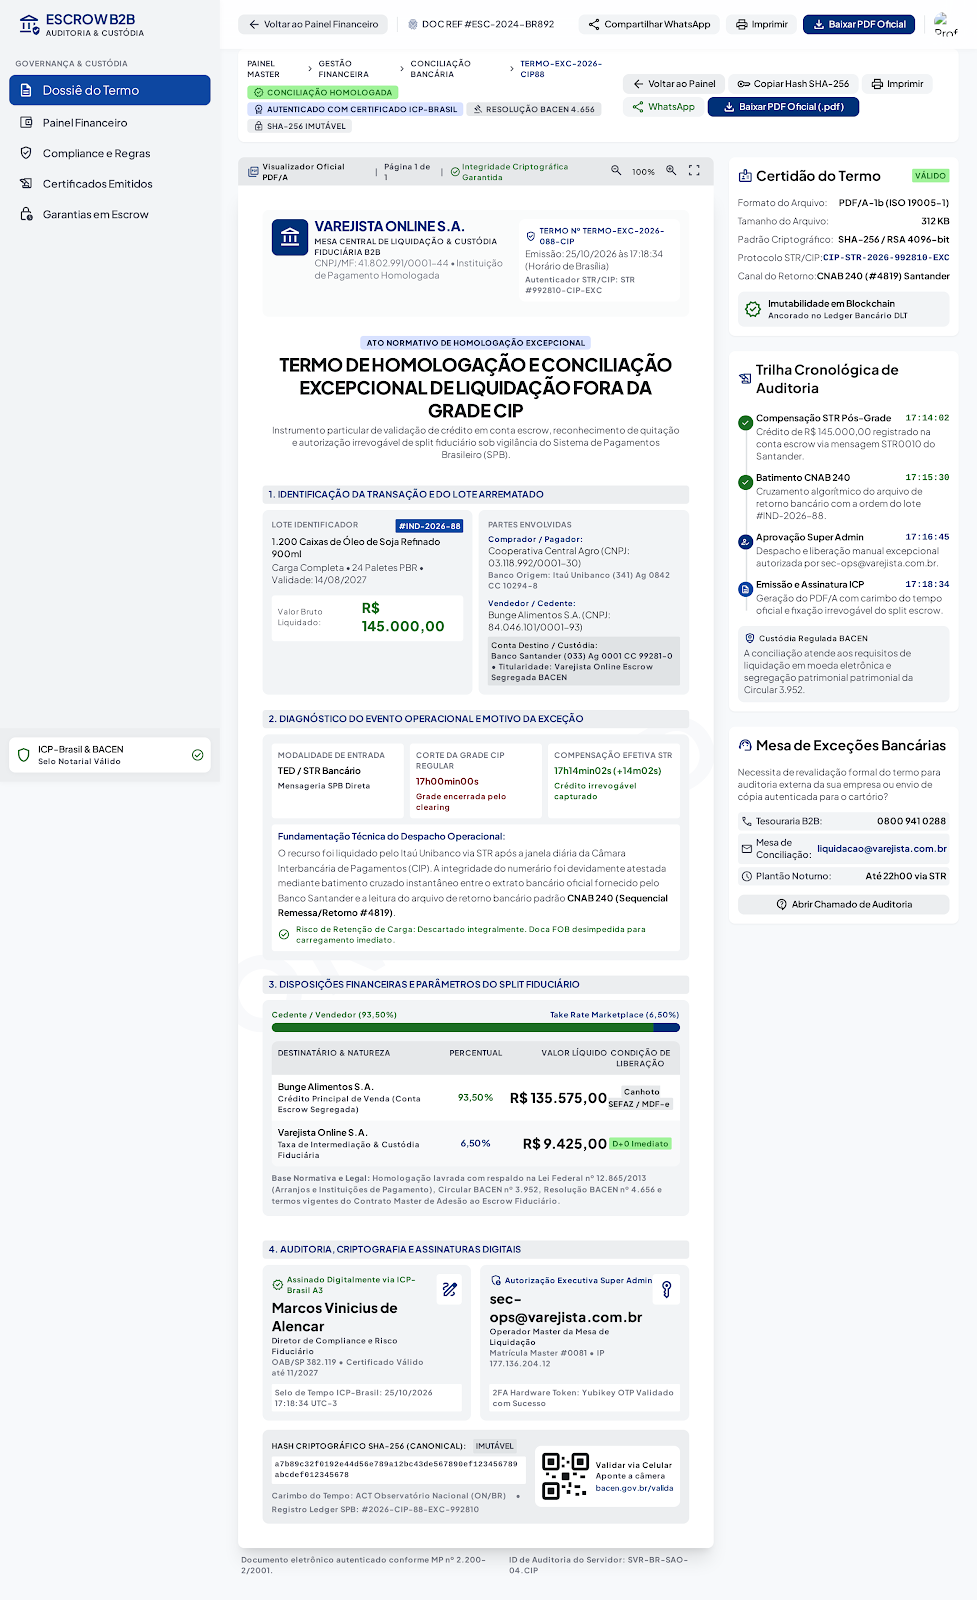 ESCROW B2B
AUDITORIA & CUSTÓDIA
GOVERNANÇA & CUSTÓDIA
Dossiê do Termo
Painel Financeiro
Compliance e Regras
Certificados Emitidos
Garantias em Escrow
ICP-Brasil & BACEN
Selo Notarial Válido
Voltar ao Painel Financeiro
DOC REF #ESC-2024-BR892
Compartilhar WhatsApp
Imprimir
Baixar PDF Oficial
PAINEL MASTER
GESTÃO FINANCEIRA
CONCILIAÇÃO BANCÁRIA
TERMO-EXC-2026-CIP88
CONCILIAÇÃO HOMOLOGADA
AUTENTICADO COM CERTIFICADO ICP-BRASIL
RESOLUÇÃO BACEN 4.656
SHA-256 IMUTÁVEL
Voltar ao Painel
Copiar Hash SHA-256
Imprimir
WhatsApp
Baixar PDF Oficial (.pdf)
Visualizador Oficial PDF/A
|
Página 1 de 1
|
Integridade Criptográfica Garantida
100%
VAREJISTA ONLINE S.A.
MESA CENTRAL DE LIQUIDAÇÃO & CUSTÓDIA
FIDUCIÁRIA B2B
CNPJ/MF: 41.802.991/0001-44 • Instituição
de Pagamento Homologada
TERMO Nº TERMO-EXC-2026-
088-CIP
Emissão: 25/10/2026 às 17:18:34
(Horário de Brasília)
Autenticador STR/CIP: STR
#992810-CIP-EXC
ATO NORMATIVO DE HOMOLOGAÇÃO EXCEPCIONAL
TERMO DE HOMOLOGAÇÃO E CONCILIAÇÃO
EXCEPCIONAL DE LIQUIDAÇÃO FORA DA
GRADE CIP
Instrumento particular de validação de crédito em conta escrow, reconhecimento de quitação
e autorização irrevogável de split fiduciário sob vigilância do Sistema de Pagamentos
Brasileiro (SPB).
1. IDENTIFICAÇÃO DA TRANSAÇÃO E DO LOTE ARREMATADO
LOTE IDENTIFICADOR
#IND-2026-88
1.200 Caixas de Óleo de Soja Refinado
900ml
Carga Completa • 24 Paletes PBR •
Validade: 14/08/2027
Valor Bruto
Liquidado:
R$
145.000,00
PARTES ENVOLVIDAS
Comprador / Pagador:
Cooperativa Central Agro (CNPJ:
03.118.992/0001-30)
Banco Origem: Itaú Unibanco (341) Ag 0842
CC 10294-8
Vendedor / Cedente:
Bunge Alimentos S.A. (CNPJ:
84.046.101/0001-93)
Conta Destino / Custódia:
Banco Santander (033) Ag 0001 CC 99281-0
• Titularidade: Varejista Online Escrow
Segregada BACEN
2. DIAGNÓSTICO DO EVENTO OPERACIONAL E MOTIVO DA EXCEÇÃO
MODALIDADE DE ENTRADA
TED / STR Bancário
Mensageria SPB Direta
CORTE DA GRADE CIP
REGULAR
17h00min00s
Grade encerrada pelo
clearing
COMPENSAÇÃO EFETIVA STR
17h14min02s (+14m02s)
Crédito irrevogável
capturado
Fundamentação Técnica do Despacho Operacional:
O recurso foi liquidado pelo Itaú Unibanco via STR após a janela diária da Câmara
Interbancária de Pagamentos (CIP). A integridade do numerário foi devidamente atestada
mediante batimento cruzado instantâneo entre o extrato bancário oficial fornecido pelo
Banco Santander e a leitura do arquivo de retorno bancário padrão CNAB 240 (Sequencial
Remessa/Retorno #4819).
Risco de Retenção de Carga: Descartado integralmente. Doca FOB desimpedida para
carregamento imediato.
3. DISPOSIÇÕES FINANCEIRAS E PARÂMETROS DO SPLIT FIDUCIÁRIO
Cedente / Vendedor (93,50%)
Take Rate Marketplace (6,50%)
DESTINATÁRIO & NATUREZA
PERCENTUAL
VALOR LÍQUIDO
CONDIÇÃO DE LIBERAÇÃO
Bunge Alimentos S.A.
Crédito Principal de Venda (Conta
Escrow Segregada)
93,50%
R$ 135.575,00
Canhoto
SEFAZ / MDF-e
Varejista Online S.A.
Taxa de Intermediação & Custódia
Fiduciária
6,50%
R$ 9.425,00
D+0 Imediato
Base Normativa e Legal: Homologação lavrada com respaldo na Lei Federal nº 12.865/2013
(Arranjos e Instituições de Pagamento), Circular BACEN nº 3.952, Resolução BACEN nº 4.656 e
termos vigentes do Contrato Master de Adesão ao Escrow Fiduciário.
4. AUDITORIA, CRIPTOGRAFIA E ASSINATURAS DIGITAIS
Assinado Digitalmente via ICP-
Brasil A3
Marcos Vinicius de
Alencar
Diretor de Compliance e Risco
Fiduciário
OAB/SP 382.119 • Certificado Válido
até 11/2027
Selo de Tempo ICP-Brasil: 25/10/2026
17:18:34 UTC-3
Autorização Executiva Super Admin
sec-
ops@varejista.com.br
Operador Master da Mesa de
Liquidação
Matrícula Master #0081 • IP
177.136.204.12
2FA Hardware Token: Yubikey OTP Validado
com Sucesso
HASH CRIPTOGRÁFICO SHA-256 (CANONICAL):
IMUTÁVEL
a7b89c32f0192e44d56e789a12bc43de567890ef123456789
abcdef012345678
Carimbo do Tempo: ACT Observatório Nacional (ON/BR) •
Registro Ledger SPB: #2026-CIP-88-EXC-992810
Validar via Celular
Aponte a câmera
bacen.gov.br/valida
Documento eletrônico autenticado conforme MP nº 2.200-
2/2001.
ID de Auditoria do Servidor: SVR-BR-SAO-
04.CIP
Certidão do Termo
VÁLIDO
Formato do Arquivo:
PDF/A-1b (ISO 19005-1)
Tamanho do Arquivo:
312 KB
Padrão Criptográfico:
SHA-256 / RSA 4096-bit
Protocolo STR/CIP:
CIP-STR-2026-992810-EXC
Canal do Retorno:
CNAB 240 (#4819) Santander
Imutabilidade em Blockchain
Ancorado no Ledger Bancário DLT
Trilha Cronológica de
Auditoria
Compensação STR Pós-Grade
17:14:02
Crédito de R$ 145.000,00 registrado na
conta escrow via mensagem STR0010 do
Santander.
Batimento CNAB 240
17:15:30
Cruzamento algorítmico do arquivo de
retorno bancário com a ordem do lote
#IND-2026-88.
Aprovação Super Admin
17:16:45
Despacho e liberação manual excepcional
autorizada por sec-ops@varejista.com.br.
Emissão e Assinatura ICP
17:18:34
Geração do PDF/A com carimbo do tempo
oficial e fixação irrevogável do split escrow.
Custódia Regulada BACEN
A conciliação atende aos requisitos de
liquidação em moeda eletrônica e
segregação patrimonial patrimonial da
Circular 3.952.
Mesa de Exceções Bancárias
Necessita de revalidação formal do termo para
auditoria externa da sua empresa ou envio de
cópia autenticada para o cartório?
Tesouraria B2B:
0800 941 0288
Mesa de
Conciliação:
liquidacao@varejista.com.br
Plantão Noturno:
Até 22h00 via STR
Abrir Chamado de Auditoria